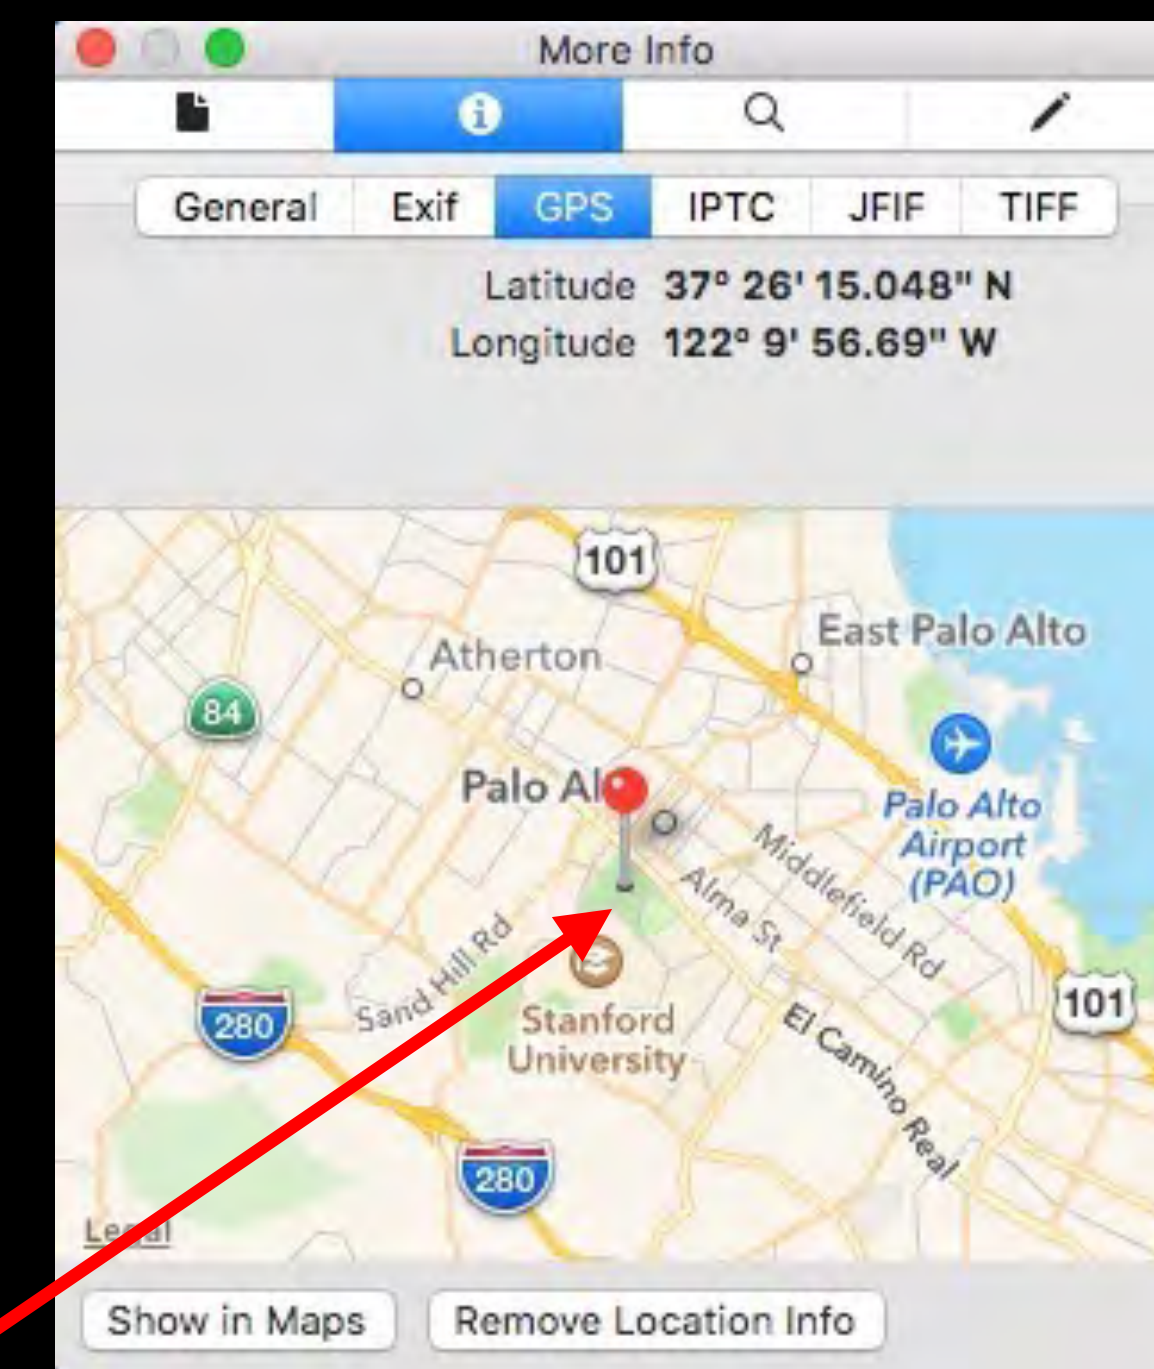 More Info
General Exif GPS IPTC JFIF TIFF
Latitude 37° 26' 15.048" N
Longitude 122° 9' 56.69" W
101
East Palo Alto
Atherton
84
Palo Al
Palo Alto
Airport
(PAO)
Middlefield Rd
Alma St
Sand Hill Rd
280
Stanford
University
El Camino Real
101
280
Legal
Show in Maps Remove Location Info